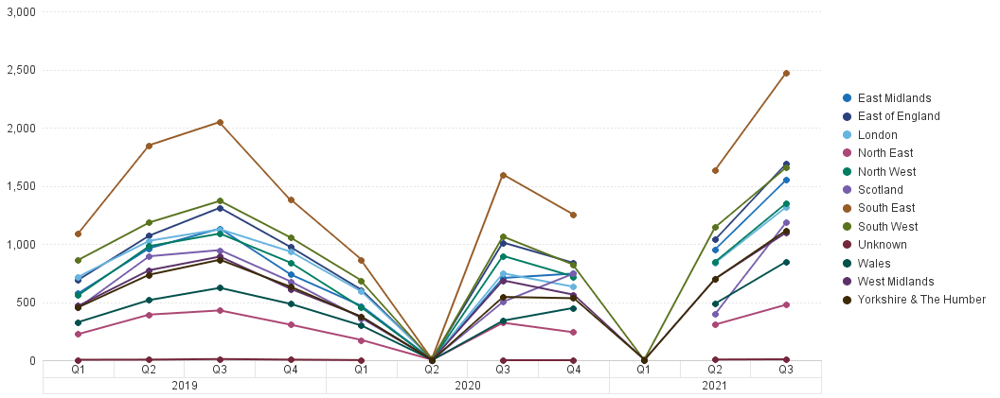 3,000
2,500
2,000
1,500
1,000
500
0
Q1 Q2 Q3 Q4 Q1 Q2 Q3 Q4 Q1 Q2 Q3
2019 2020 2021
East Midlands
East of England
London
North East
North West
Scotland
South East
South West
Unknown
Wales
West Midlands
Yorkshire & The Humber